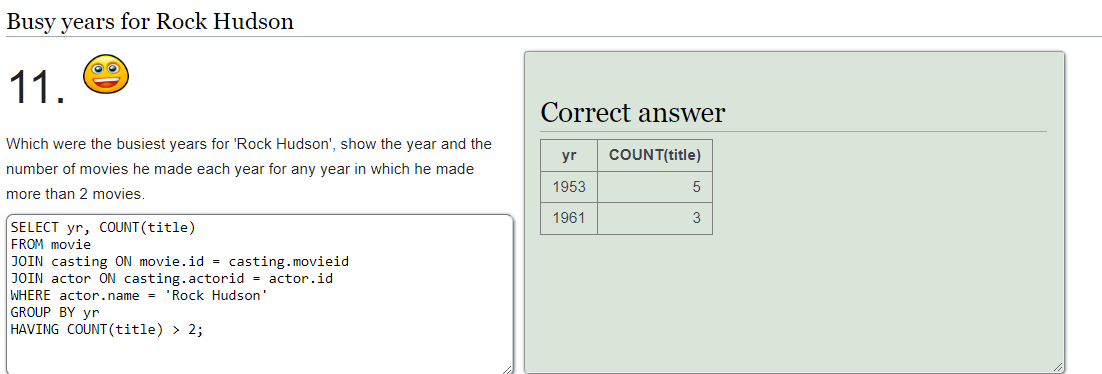 Busy years for Rock Hudson
11.
Which were the busiest years for 'Rock Hudson', show the year and the
number of movies he made each year for any year in which he made
more than 2 movies.
SELECT yr, COUNT(title)
FROM movie
JOIN casting ON movie.id = casting.movieid
JOIN actor ON casting.actorid = actor.id
WHERE actor.name = 'Rock Hudson'
GROUP BY yr
HAVING COUNT(title) > 2;
Correct answer
yr COUNT(title)
1953 5
1961 3